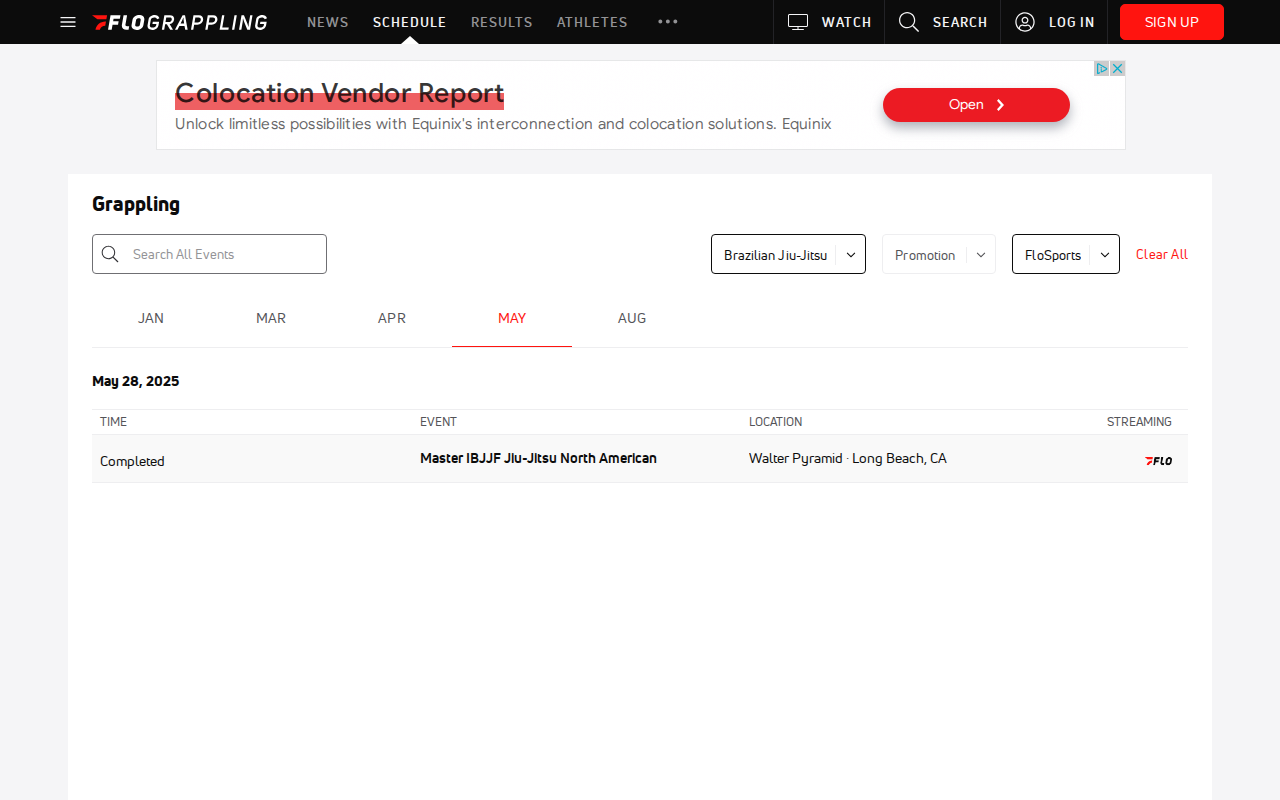 FLOGRAPPLING NEWS SCHEDULE RESULTS ATHLETES WATCH SEARCH LOG IN SIGN UP
Colocation Vendor Report
Unlock limitless possibilities with Equinix's interconnection and colocation solutions. Equinix
Open
Grappling
Search All Events Brazilian Jiu-Jitsu Promotion FloSports Clear All
JAN MAR APR MAY AUG
May 28, 2025
TIME EVENT LOCATION STREAMING
Completed Master IBJJF Jiu-Jitsu North American Walter Pyramid · Long Beach, CA FLO